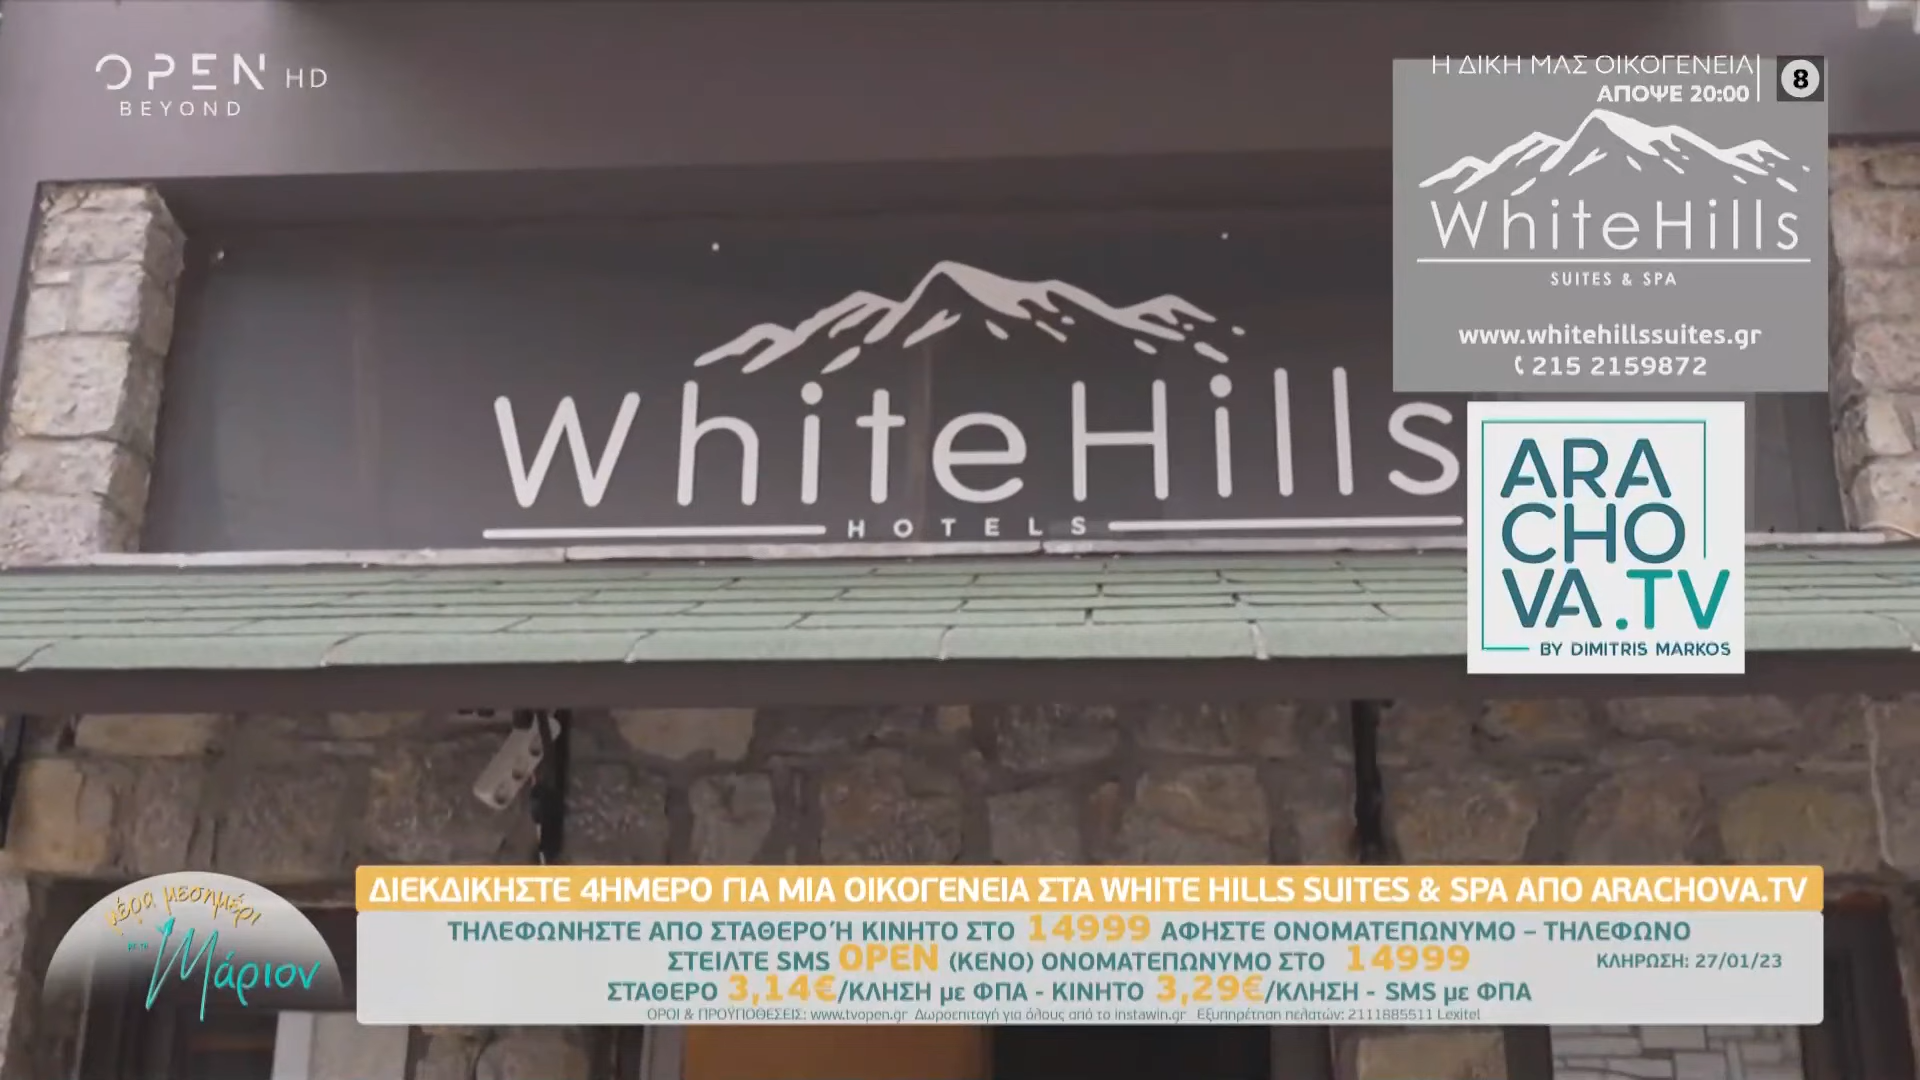 OPEN HD
BEYOND
Η ΔΙΚΗ ΜΑΣ ΟΙΚΟΓΕΝΕΙΑ
ΑΠΟΨΕ 20:00
8
WhiteHills
SUITES & SPA
www.whitehillssuites.gr
215 2159872
WhiteHills
HOTELS
ARA
CHO
VA.TV
BY DIMITRIS MARKOS
μέρα μεσημέρι
με τη
Μάριον
ΔΙΕΚΔΙΚΗΣΤΕ 4ΗΜΕΡΟ ΓΙΑ ΜΙΑ ΟΙΚΟΓΕΝΕΙΑ ΣΤΑ WHITE HILLS SUITES & SPA ΑΠΟ ARACHOVA.TV
ΤΗΛΕΦΩΝΗΣΤΕ ΑΠΟ ΣΤΑΘΕΡΟ Ή ΚΙΝΗΤΟ ΣΤΟ 14999 ΑΦΗΣΤΕ ΟΝΟΜΑΤΕΠΩΝΥΜΟ – ΤΗΛΕΦΩΝΟ
ΣΤΕΙΛΤΕ SMS OPEN (ΚΕΝΟ) ΟΝΟΜΑΤΕΠΩΝΥΜΟ ΣΤΟ 14999
ΚΛΗΡΩΣΗ: 27/01/23
ΣΤΑΘΕΡΟ 3,14€/ΚΛΗΣΗ με ΦΠΑ - ΚΙΝΗΤΟ 3,29€/ΚΛΗΣΗ - SMS με ΦΠΑ
ΟΡΟΙ & ΠΡΟΫΠΟΘΕΣΕΙΣ: www.tvopen.gr Δωροεπιταγή για όλους από το instawin.gr Εξυπηρέτηση πελατών: 2111885511 Lexitel